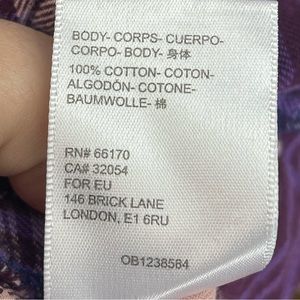 BODY- CORPS- CUERPO-
CORPO- BODY- 身体
100% COTTON- COTON-
ALGODÓN- COTONE-
BAUMWOLLE- 棉
RN# 66170
CA# 32054
FOR EU
146 BRICK LANE
LONDON, E1 6RU
OB1238584